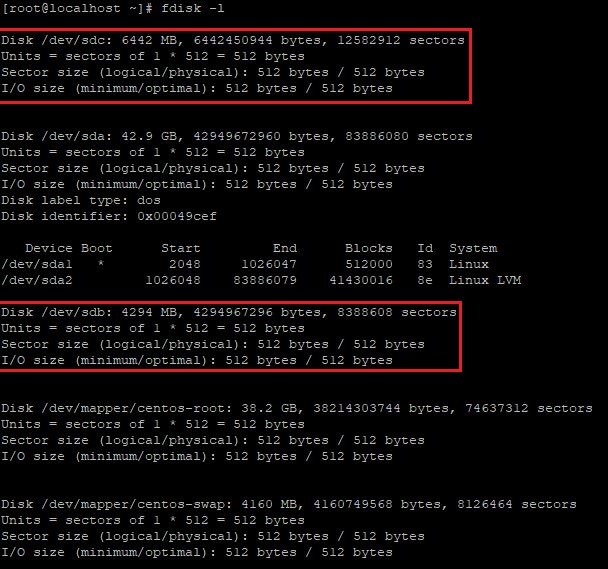 [root@localhost ~]# fdisk -l
Disk /dev/sdc: 6442 MB, 6442450944 bytes, 12582912 sectors
Units = sectors of 1 * 512 = 512 bytes
Sector size (logical/physical): 512 bytes / 512 bytes
I/O size (minimum/optimal): 512 bytes / 512 bytes
Disk /dev/sda: 42.9 GB, 42949672960 bytes, 83886080 sectors
Units = sectors of 1 * 512 = 512 bytes
Sector size (logical/physical): 512 bytes / 512 bytes
I/O size (minimum/optimal): 512 bytes / 512 bytes
Disk label type: dos
Disk identifier: 0x00049cef
Device Boot Start End Blocks Id System
/dev/sda1 * 2048 1026047 512000 83 Linux
/dev/sda2 1026048 83886079 41430016 8e Linux LVM
Disk /dev/sdb: 4294 MB, 4294967296 bytes, 8388608 sectors
Units = sectors of 1 * 512 = 512 bytes
Sector size (logical/physical): 512 bytes / 512 bytes
I/O size (minimum/optimal): 512 bytes / 512 bytes
Disk /dev/mapper/centos-root: 38.2 GB, 38214303744 bytes, 74637312 sectors
Units = sectors of 1 * 512 = 512 bytes
Sector size (logical/physical): 512 bytes / 512 bytes
I/O size (minimum/optimal): 512 bytes / 512 bytes
Disk /dev/mapper/centos-swap: 4160 MB, 4160749568 bytes, 8126464 sectors
Units = sectors of 1 * 512 = 512 bytes
Sector size (logical/physical): 512 bytes / 512 bytes
I/O size (minimum/optimal): 512 bytes / 512 bytes